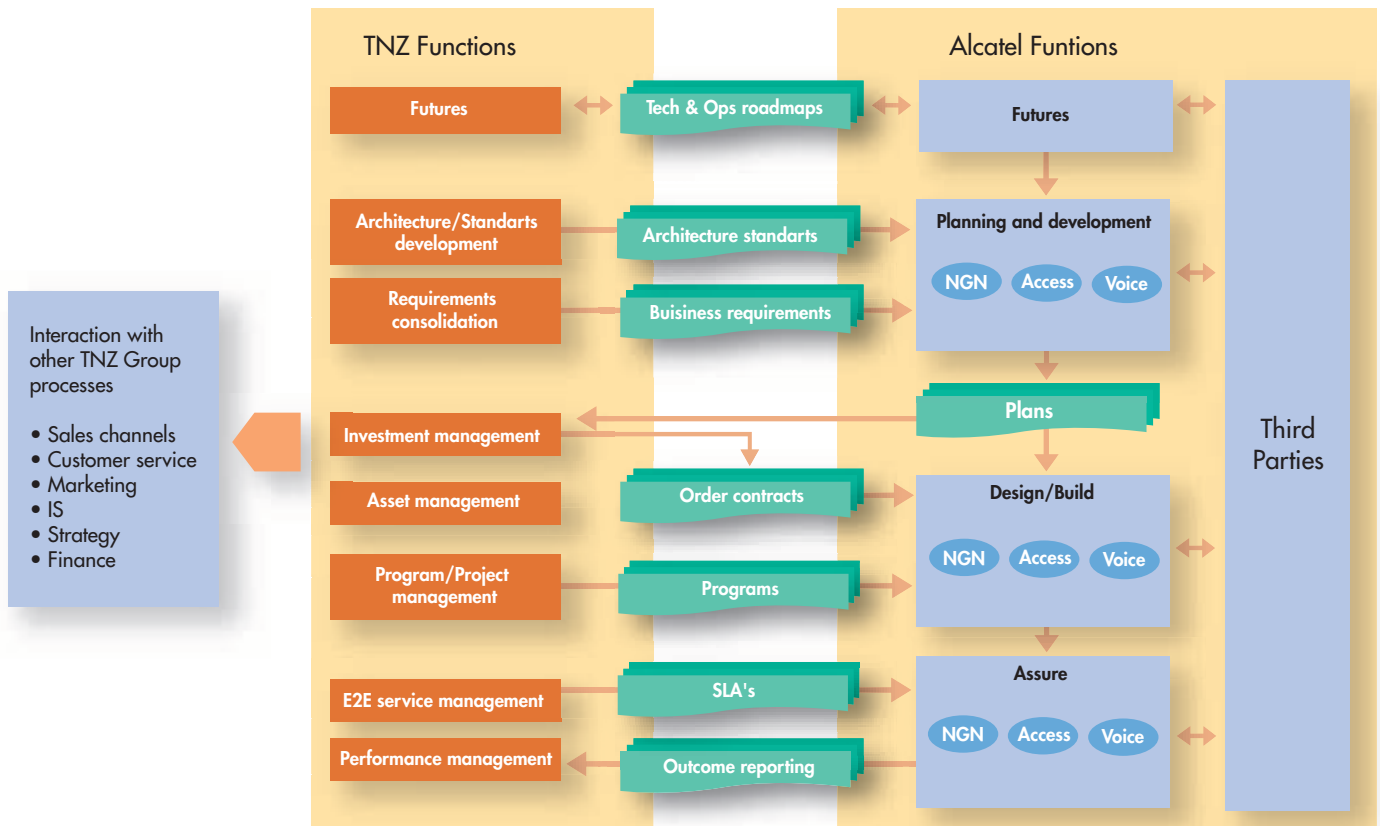 TNZ Functions
Alcatel Funtions
Futures
Tech & Ops roadmaps
Futures
Architecture/Standarts
development
Architecture standarts
Planning and development
NGN
Access
Voice
Requirements
consolidation
Buisiness requirements
Interaction with
other TNZ Group
processes
• Sales channels
• Customer service
• Marketing
• IS
• Strategy
• Finance
Plans
Investment management
Third
Parties
Asset management
Order contracts
Design/Build
NGN
Access
Voice
Program/Project
management
Programs
E2E service management
SLA's
Assure
NGN
Access
Voice
Performance management
Outcome reporting